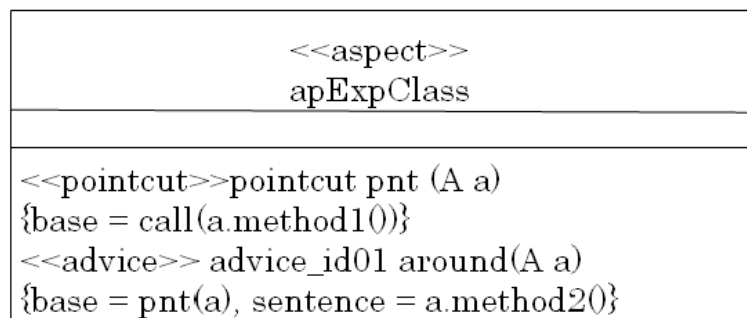 <<aspect>>
apExpClass
<<pointcut>>pointcut pnt (A a)
{base = call(a.method1())}
<<advice>> advice_id01 around(A a)
{base = pnt(a), sentence = a.method2()}